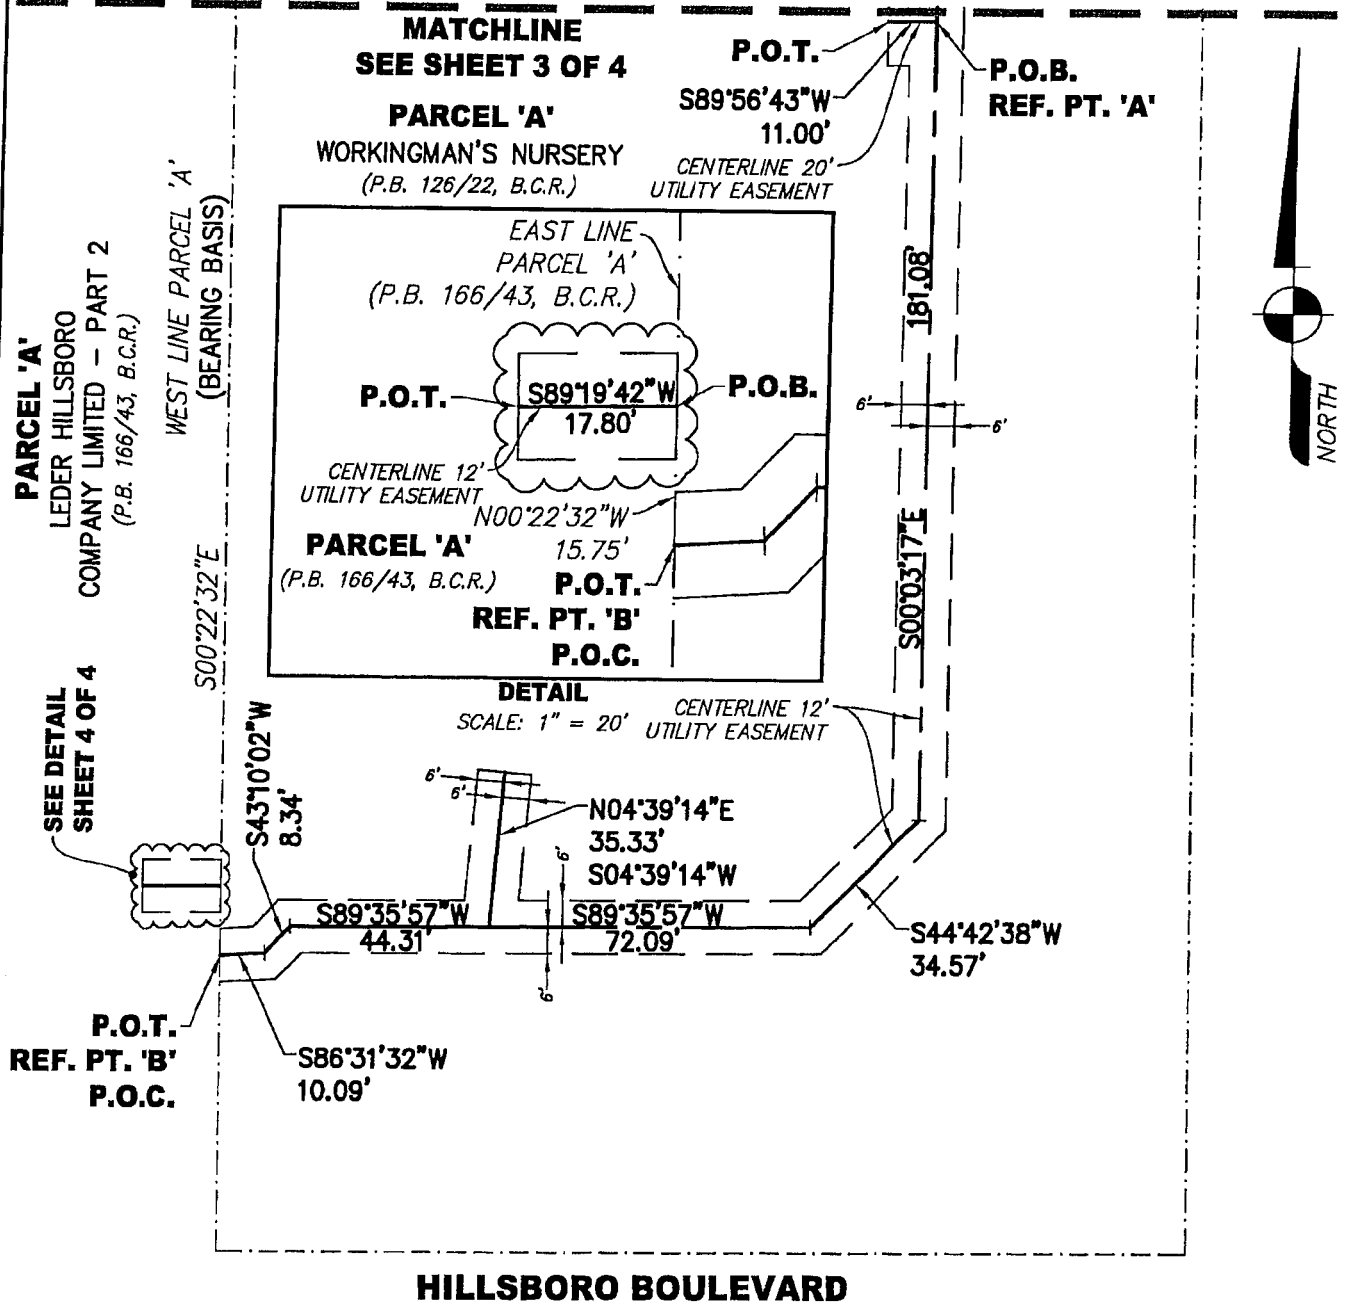 MATCHLINE
SEE SHEET 3 OF 4
PARCEL 'A'
WORKINGMAN'S NURSERY
(P.B. 126/22, B.C.R.)
P.O.T.
S89°56'43"W
11.00'
CENTERLINE 20'
UTILITY EASEMENT
P.O.B.
REF. PT. 'A'
PARCEL 'A'
LEDER HILLSBORO
COMPANY LIMITED - PART 2
(P.B. 166/43, B.C.R.)
WEST LINE PARCEL 'A'
(BEARING BASIS)
S00°22'32"E
EAST LINE
PARCEL 'A'
(P.B. 166/43, B.C.R.)
P.O.T.
S89°19'42"W
17.80'
P.O.B.
CENTERLINE 12'
UTILITY EASEMENT
N00°22'32"W
15.75'
PARCEL 'A'
(P.B. 166/43, B.C.R.)
P.O.T.
REF. PT. 'B'
P.O.C.
DETAIL
SCALE: 1" = 20'
CENTERLINE 12'
UTILITY EASEMENT
181.08'
6'
6'
S00°03'17"E
NORTH
SEE DETAIL
SHEET 4 OF 4
S43°10'02"W
8.34'
6'
6'
N04°39'14"E
35.33'
S04°39'14"W
6'
S89°35'57"W
44.31'
S89°35'57"W
72.09'
6'
S44°42'38"W
34.57'
P.O.T.
REF. PT. 'B'
P.O.C.
S86°31'32"W
10.09'
HILLSBORO BOULEVARD